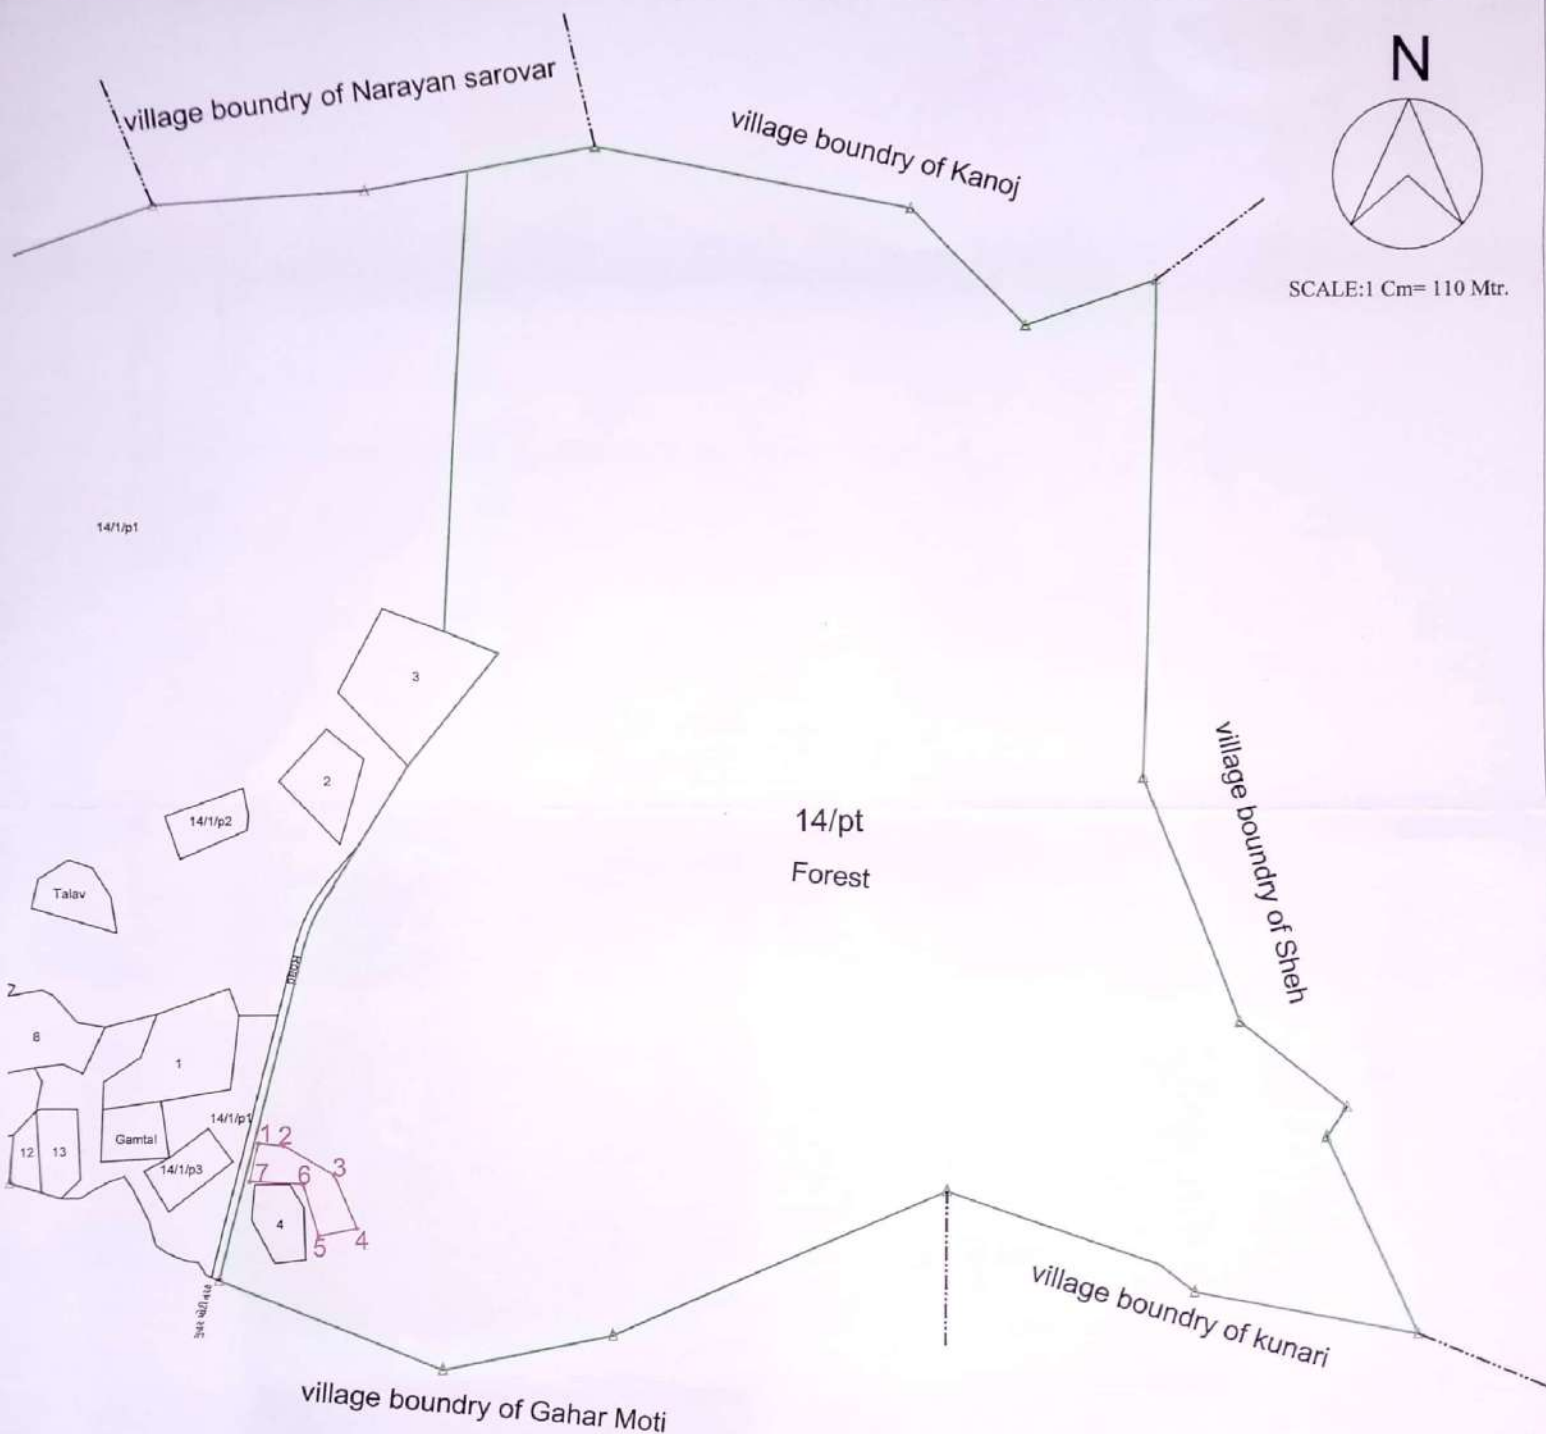 N
village boundry of Narayan sarovar
village boundry of Kanoj
SCALE:1 Cm= 110 Mtr.
14/1/p1
3
2
14/1/p2
14/pt
Forest
village boundry of Sheh
Talav
Road
8
1
14/1/p1
Gamtal
12
13
14/1/p3
1
2
3
7
6
4
4
5
village boundry of kunari
village boundry of Gahar Moti